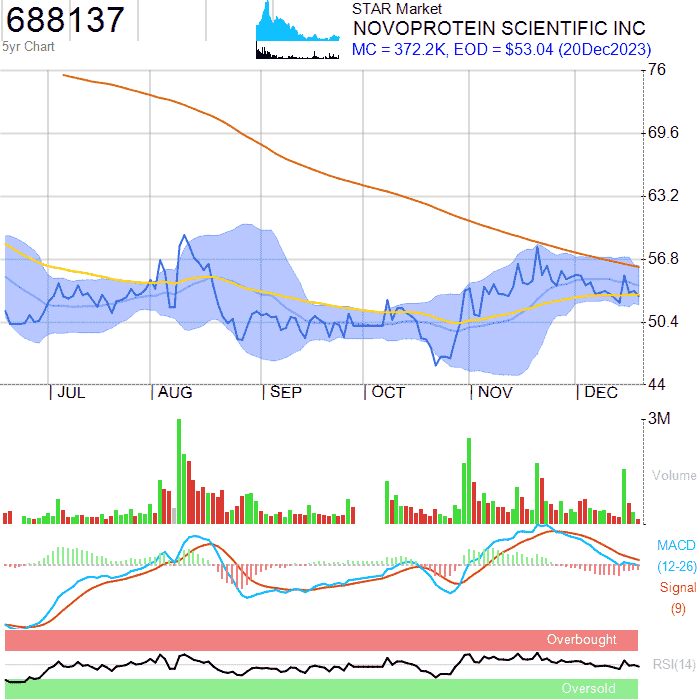 688137
5yr Chart
STAR Market
NOVOPROTEIN SCIENTIFIC INC
MC = 372.2K, EOD = $53.04 (20Dec2023)
76
69.6
63.2
56.8
50.4
44
JUL AUG SEP OCT NOV DEC
3M
Volume
MACD
(12-26)
Signal
(9)
Overbought
RSI(14)
Oversold